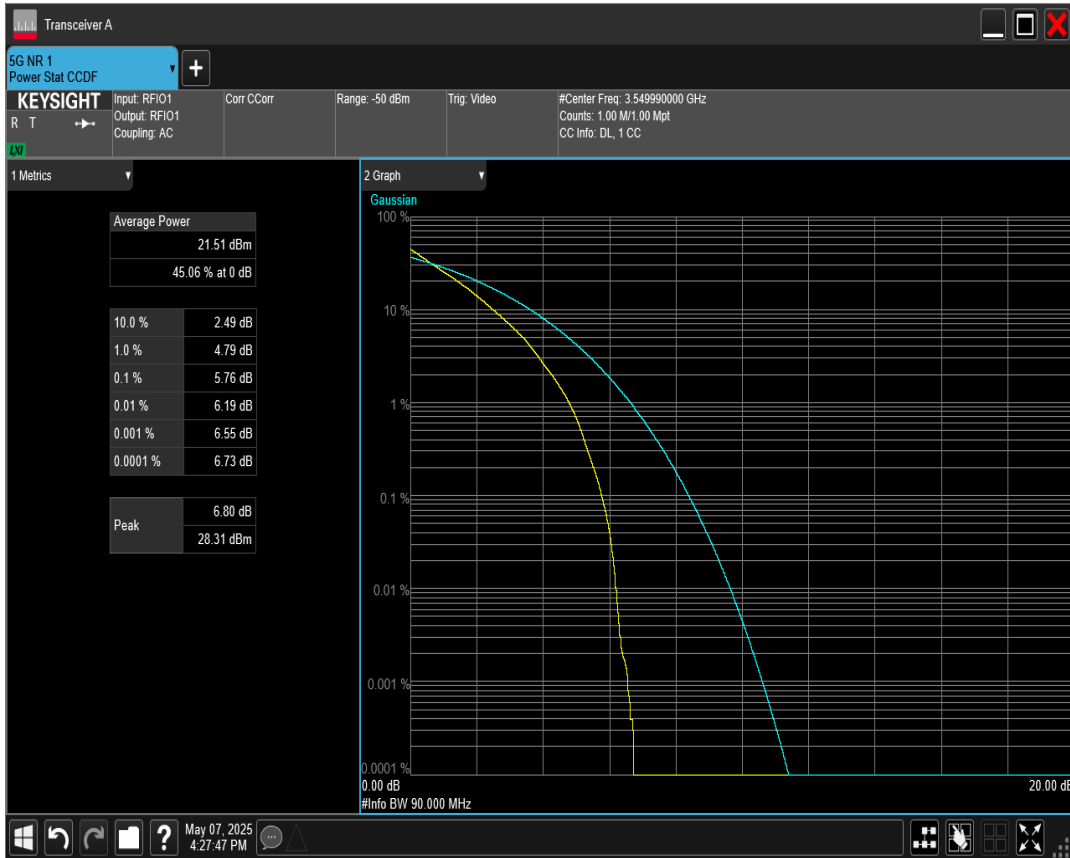 Transceiver A
5G NR 1
Power Stat CCDF
KEYSIGHT
R T
LXI
Input: RFIO1
Output: RFIO1
Coupling: AC
Corr CCorr
Range: -50 dBm
Trig: Video
#Center Freq: 3.549990000 GHz
Counts: 1.00 M/1.00 Mpt
CC Info: DL, 1 CC
1 Metrics
Average Power
21.51 dBm
45.06 % at 0 dB
10.0 % 2.49 dB
1.0 % 4.79 dB
0.1 % 5.76 dB
0.01 % 6.19 dB
0.001 % 6.55 dB
0.0001 % 6.73 dB
Peak 6.80 dB
28.31 dBm
2 Graph
Gaussian
100 %
10 %
1 %
0.1 %
0.01 %
0.001 %
0.0001 %
0.00 dB 20.00 dB
#Info BW 90.000 MHz
May 07, 2025
4:27:47 PM